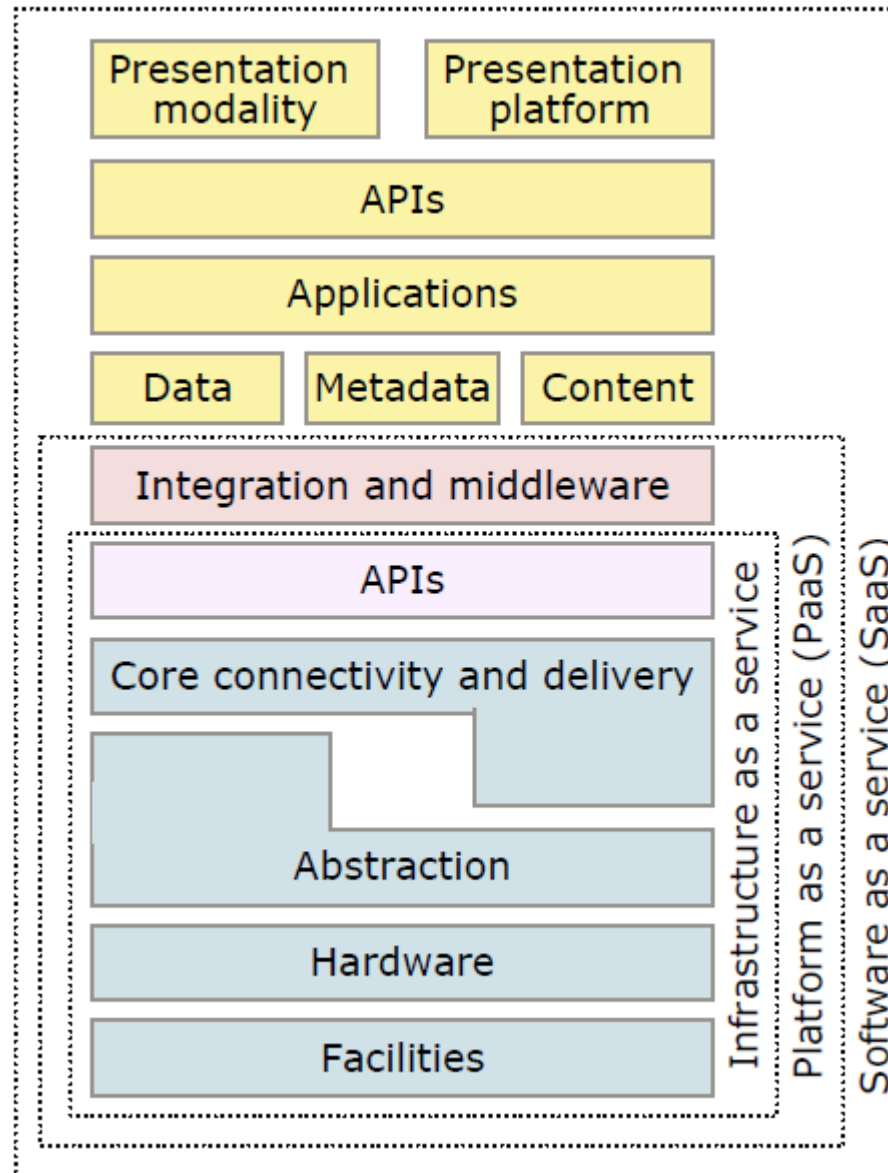 Presentation
modality
Presentation
platform
APIs
Applications
Data
Metadata
Content
Integration and middleware
APIs
Core connectivity and delivery
Abstraction
Hardware
Facilities
Infrastructure as a service
Platform as a service (PaaS)
Software as a service (SaaS)